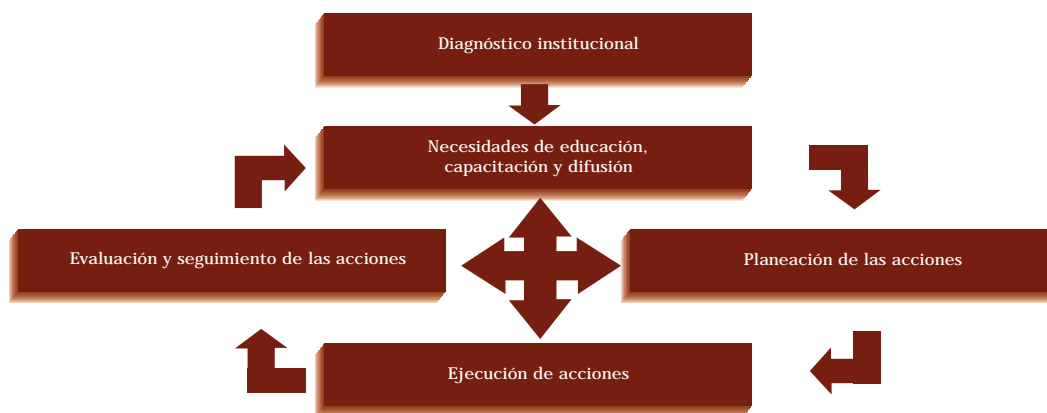 Diagnóstico institucional
Necesidades de educación,
capacitación y difusión
Evaluación y seguimiento de las acciones
Planeación de las acciones
Ejecución de acciones